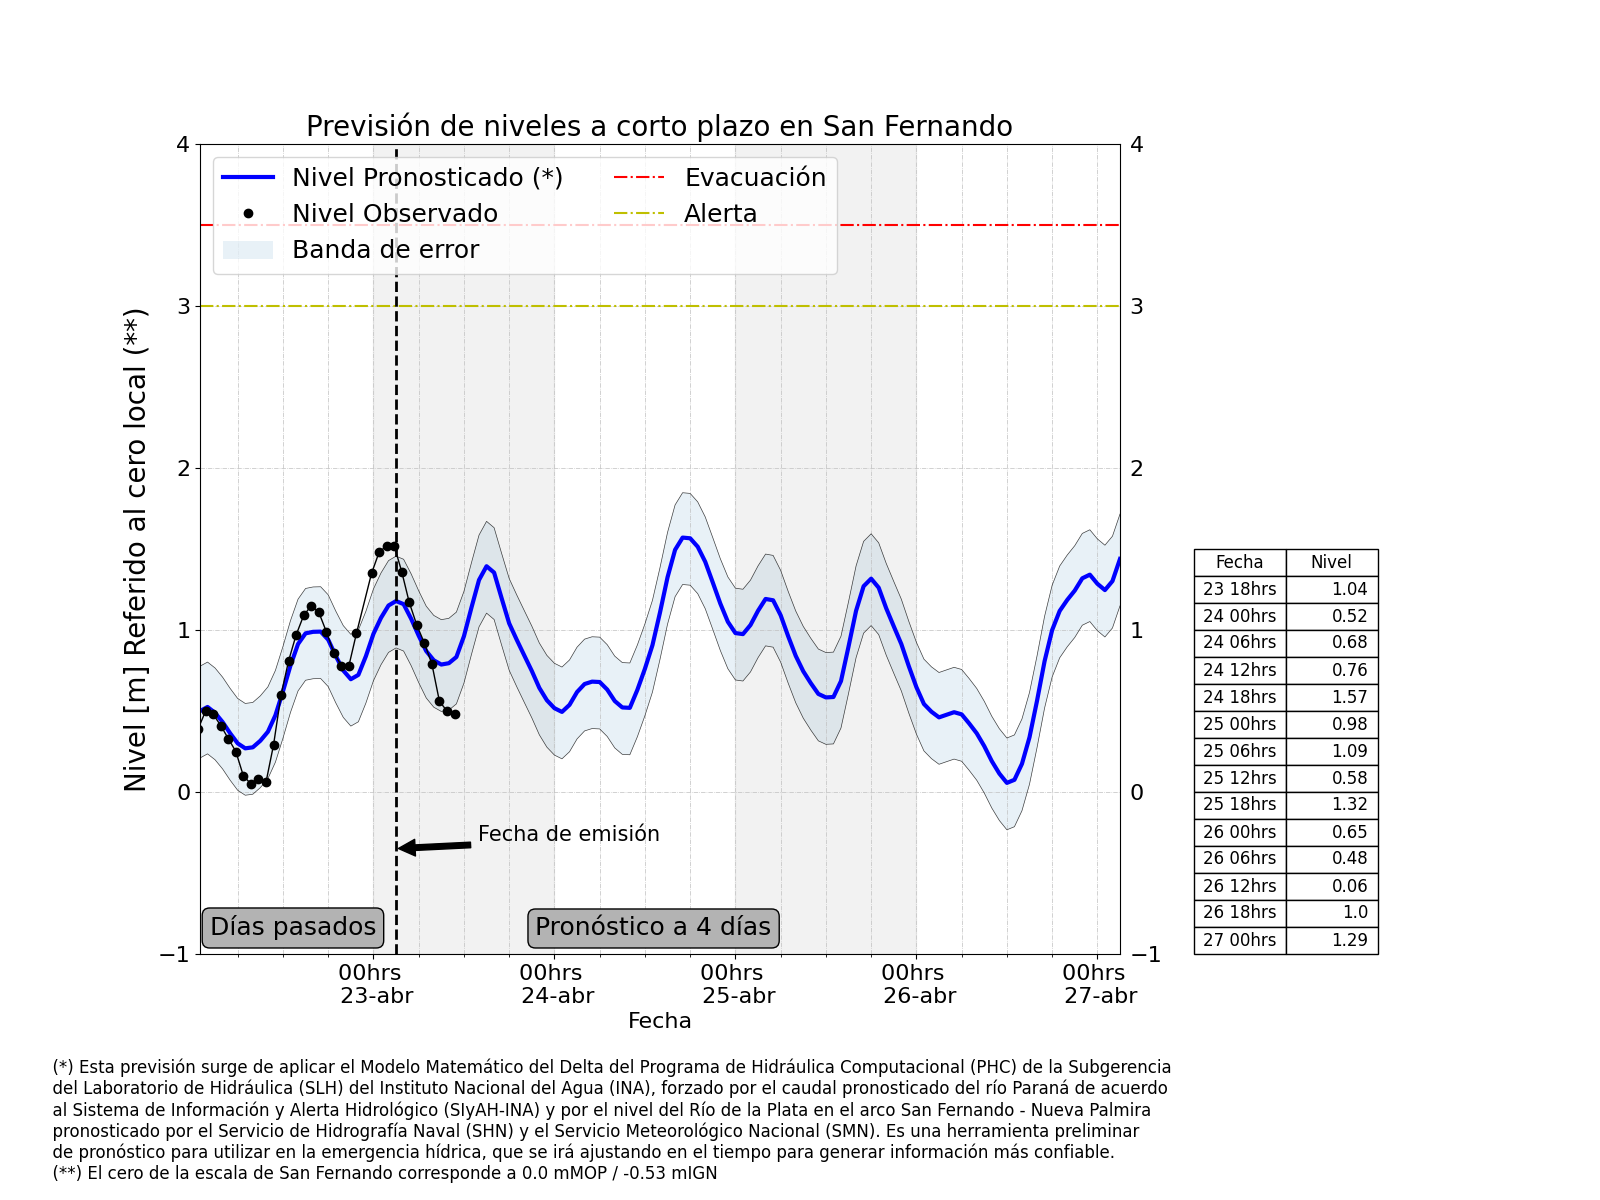 Previsión de niveles a corto plazo en San Fernando
Nivel Pronosticado (*)
Nivel Observado
Banda de error
Evacuación
Alerta
Nivel [m] Referido al cero local (**)
4
3
2
1
0
−1
4
3
2
1
0
−1
Fecha de emisión
Días pasados
Pronóstico a 4 días
00hrs
23-abr
00hrs
24-abr
00hrs
25-abr
00hrs
26-abr
00hrs
27-abr
Fecha
Fecha Nivel
23 18hrs 1.04
24 00hrs 0.52
24 06hrs 0.68
24 12hrs 0.76
24 18hrs 1.57
25 00hrs 0.98
25 06hrs 1.09
25 12hrs 0.58
25 18hrs 1.32
26 00hrs 0.65
26 06hrs 0.48
26 12hrs 0.06
26 18hrs 1.0
27 00hrs 1.29
(*) Esta previsión surge de aplicar el Modelo Matemático del Delta del Programa de Hidráulica Computacional (PHC) de la Subgerencia
del Laboratorio de Hidráulica (SLH) del Instituto Nacional del Agua (INA), forzado por el caudal pronosticado del río Paraná de acuerdo
al Sistema de Información y Alerta Hidrológico (SIyAH-INA) y por el nivel del Río de la Plata en el arco San Fernando - Nueva Palmira
pronosticado por el Servicio de Hidrografía Naval (SHN) y el Servicio Meteorológico Nacional (SMN). Es una herramienta preliminar
de pronóstico para utilizar en la emergencia hídrica, que se irá ajustando en el tiempo para generar información más confiable.
(**) El cero de la escala de San Fernando corresponde a 0.0 mMOP / -0.53 mIGN